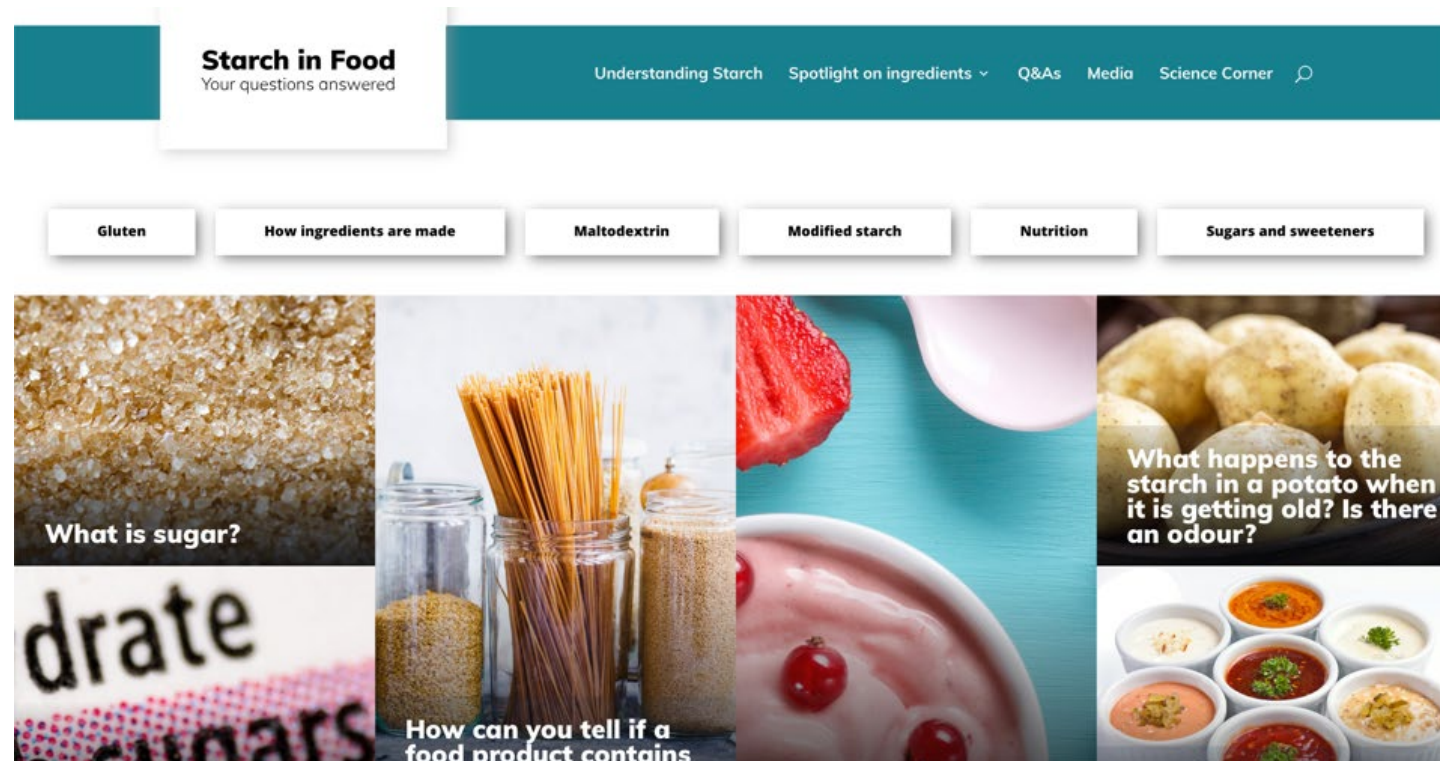 Starch in Food
Your questions answered
Understanding Starch
Spotlight on ingredients
Q&As
Media
Science Corner
Gluten
How ingredients are made
Maltodextrin
Modified starch
Nutrition
Sugars and sweeteners
What is sugar?
drate
sugars
How can you tell if a
food product contains
What happens to the
starch in a potato when
it is getting old? Is there
an odour?